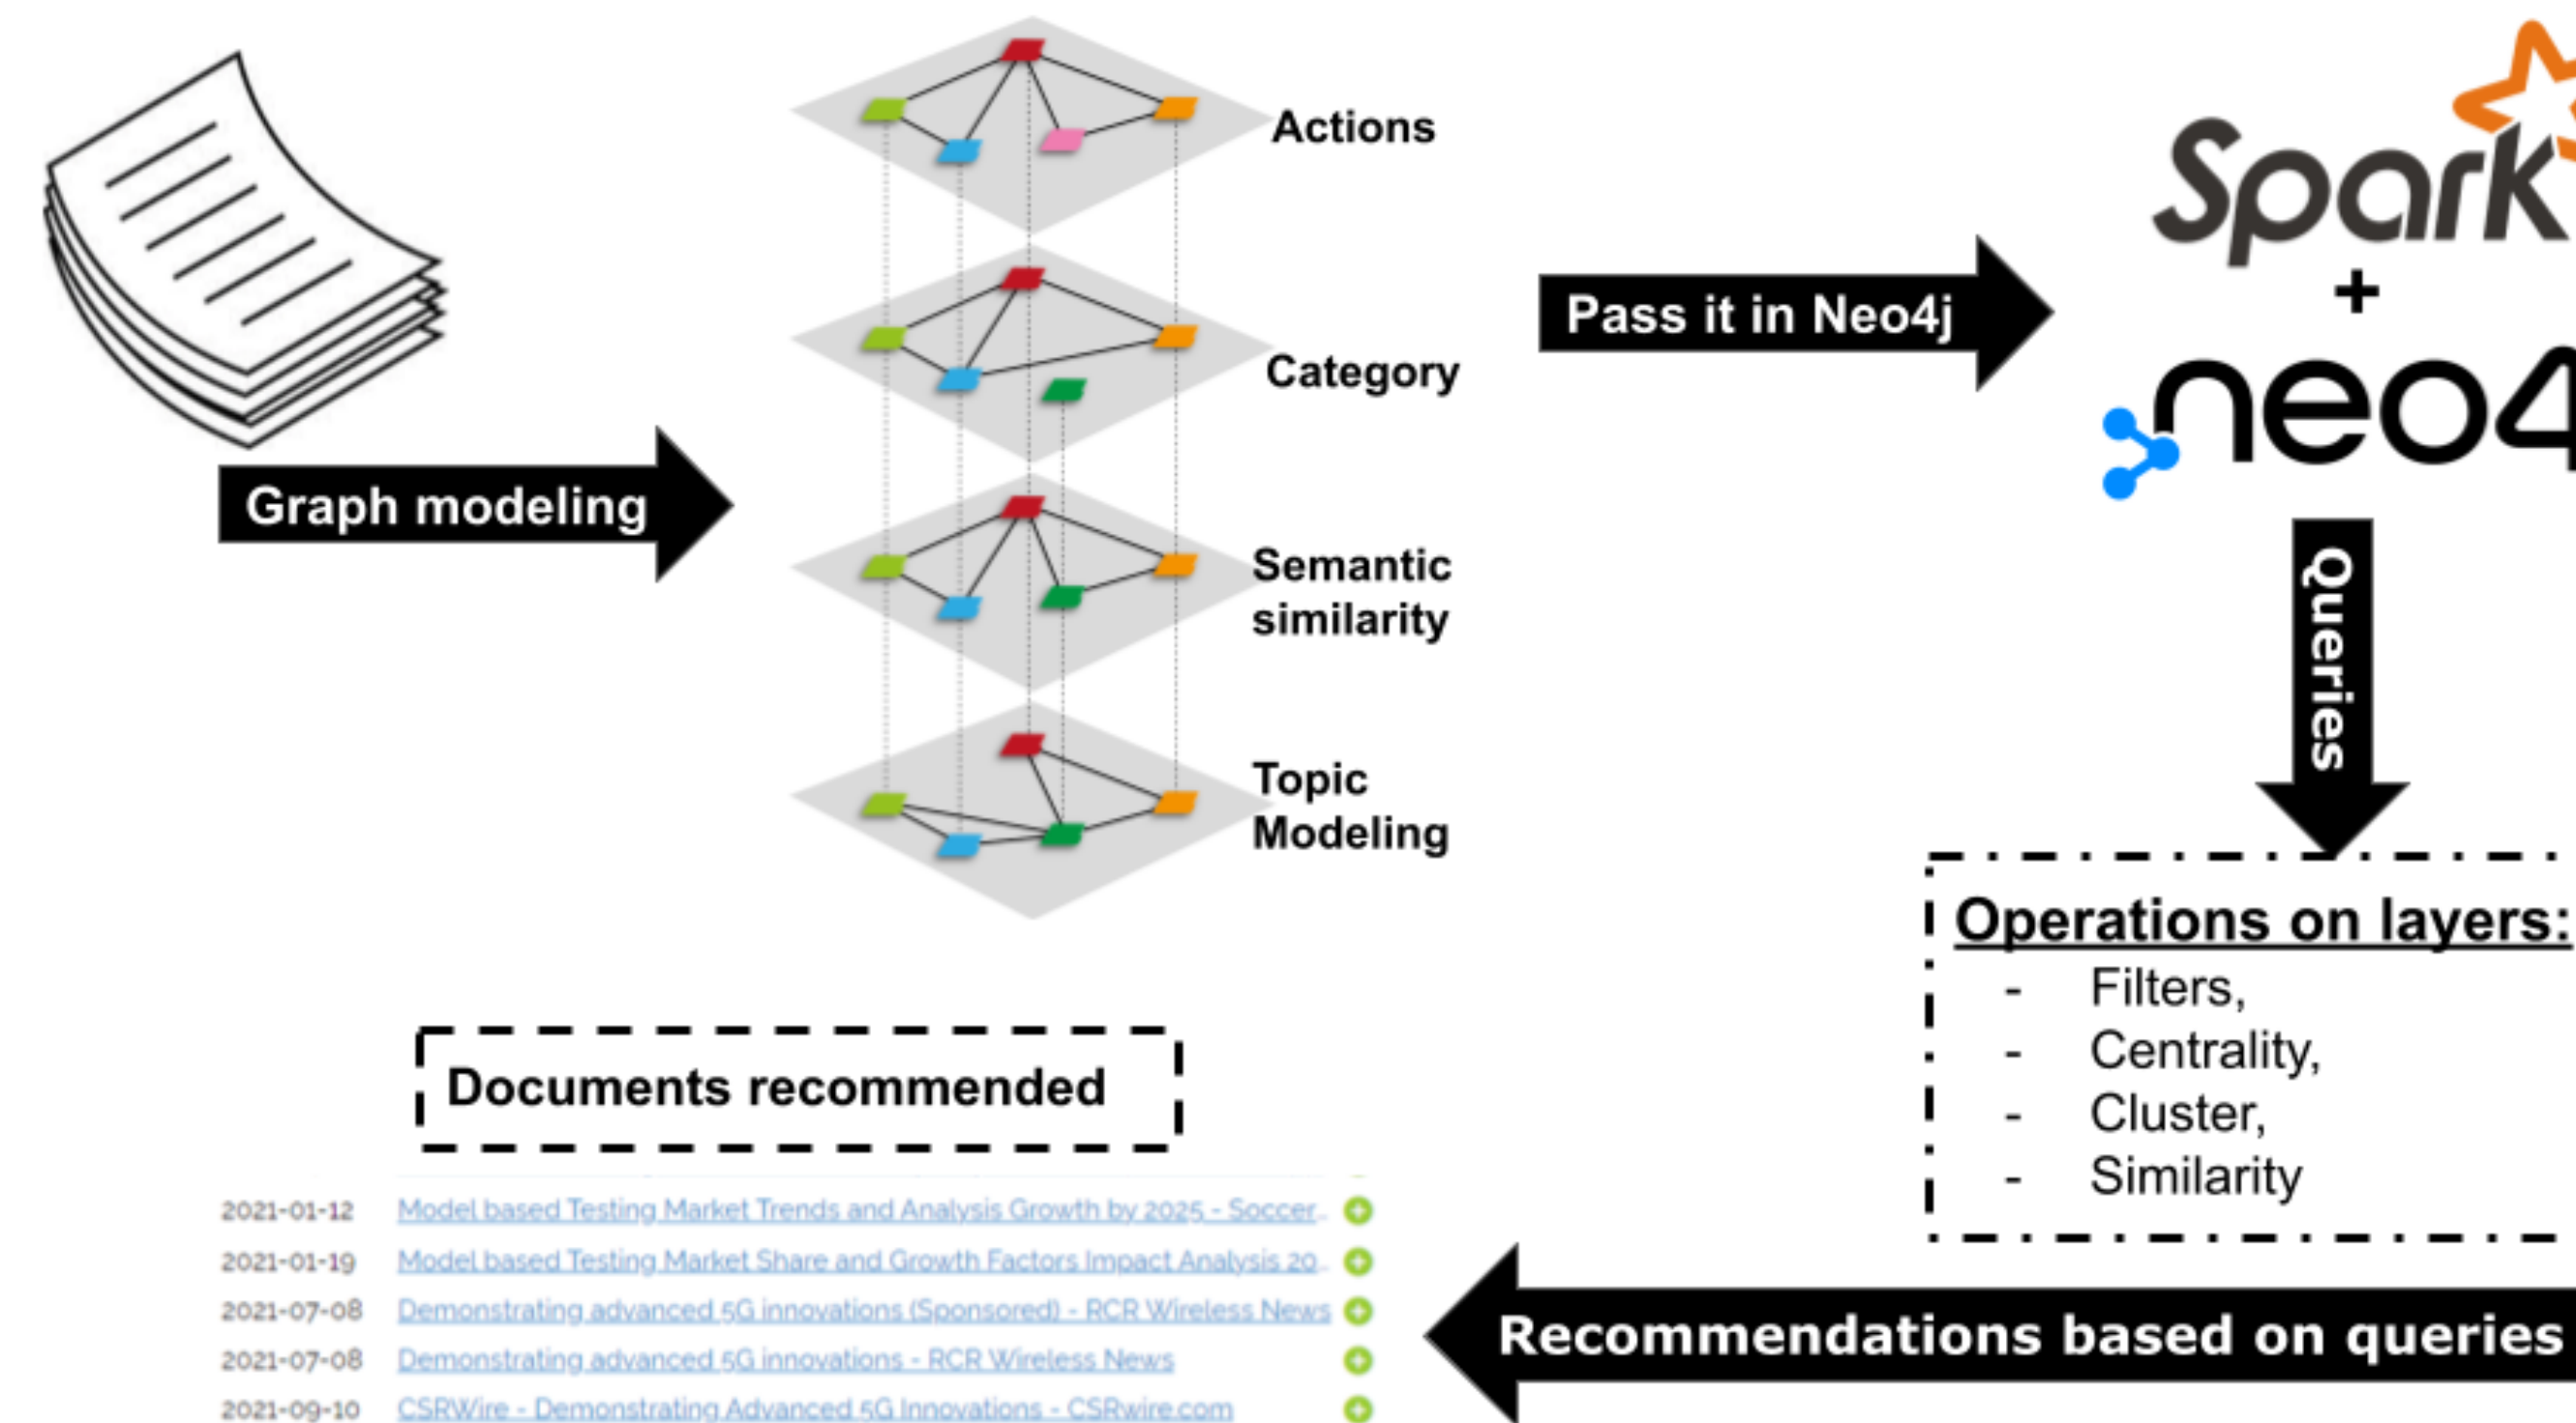 Actions
Category
Semantic
similarity
Topic
Modeling
Graph modeling
Pass it in Neo4j
Spark
+
neo4
Queries
Operations on layers:
- Filters,
- Centrality,
- Cluster,
- Similarity
Recommendations based on queries
Documents recommended
2021-01-12 Model based Testing Market Trends and Analysis Growth by 2025 - Soccer...
2021-01-19 Model based Testing Market Share and Growth Factors Impact Analysis 20...
2021-07-08 Demonstrating advanced 5G innovations (Sponsored) - RCR Wireless News
2021-07-08 Demonstrating advanced 5G innovations - RCR Wireless News
2021-09-10 CSRWire - Demonstrating Advanced 5G Innovations - CSRwire.com